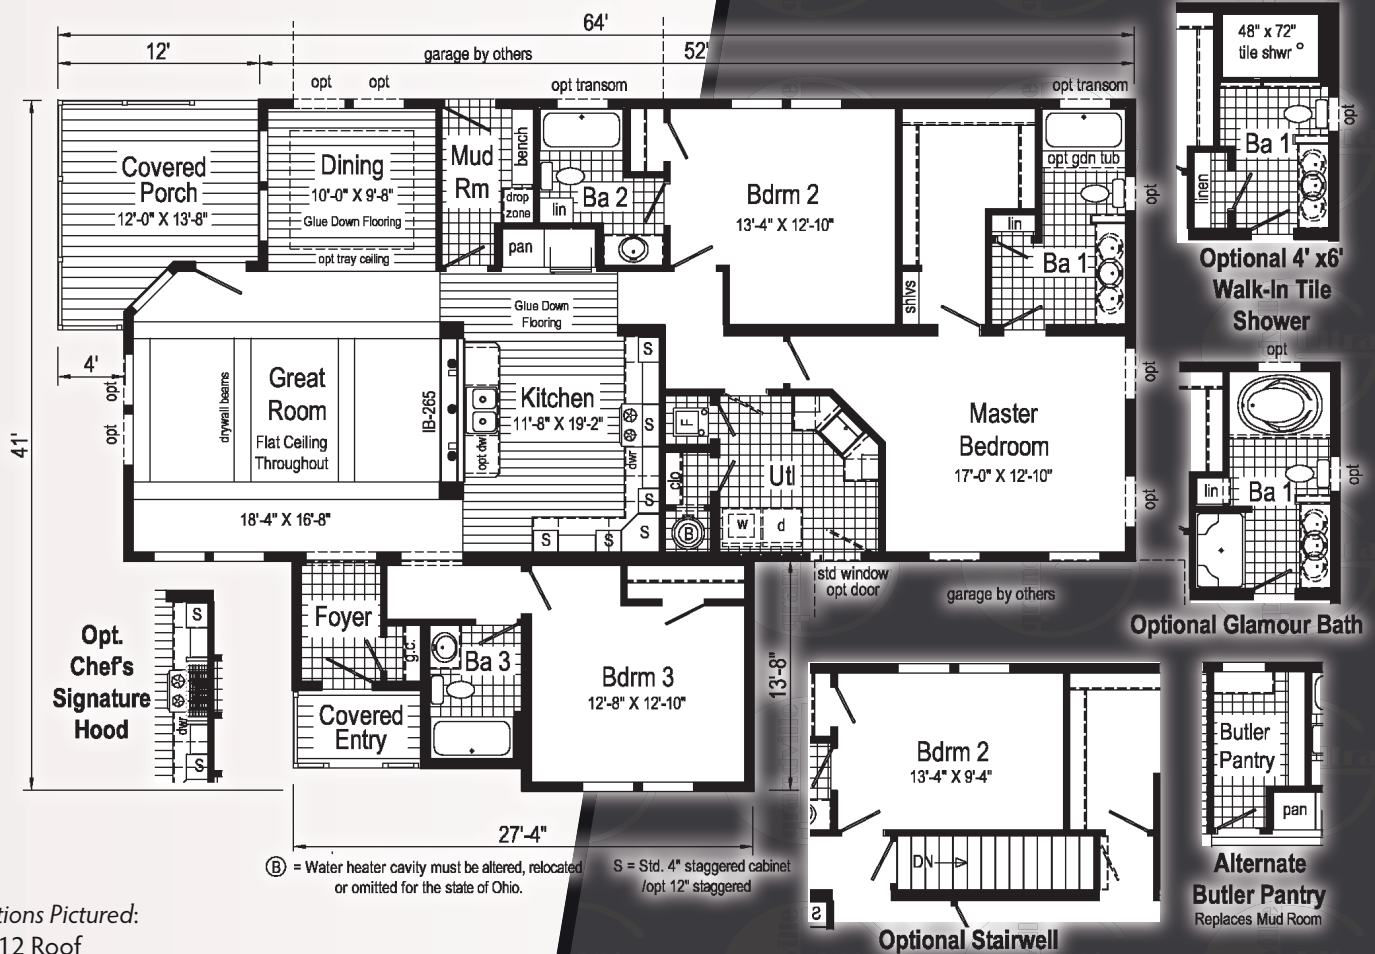 64'
12'
garage by others
52'
opt
opt
opt transom
opt transom
Covered
Porch
12'-0" X 13'-8"
Dining
10'-0" X 9'-8"
Glue Down Flooring
opt tray ceiling
Mud
Rm
bench
drop
zone
pan
lin
Ba 2
Bdrm 2
13'-4" X 12'-10"
shlvs
opt gdn tub
lin
Ba 1
opt
48" x 72"
tile shwr
Ba 1
linen
opt
Optional 4' x6'
Walk-In Tile
Shower
4'
41'
opt
opt
drywall beams
Great
Room
Flat Ceiling
Throughout
18'-4" X 16'-8"
IB-265
Glue Down
Flooring
Kitchen
11'-8" X 19'-2"
opt dw
dwr
S
S
S
S
S
S
F
clo
B
Utl
w
d
Master
Bedroom
17'-0" X 12'-10"
opt
opt
std window
opt door
garage by others
opt
lin
Ba 1
opt
Optional Glamour Bath
Opt.
Chef's
Signature
Hood
S
dwr
S
Foyer
g.c.
Ba 3
Covered
Entry
Bdrm 3
12'-8" X 12'-10"
13'-8"
27'-4"
B = Water heater cavity must be altered, relocated
or omitted for the state of Ohio.
S = Std. 4" staggered cabinet
/opt 12" staggered
Bdrm 2
13'-4" X 9'-4"
DN
S
Optional Stairwell
Butler
Pantry
pan
Alternate
Butler Pantry
Replaces Mud Room
tions Pictured:
12 Roof